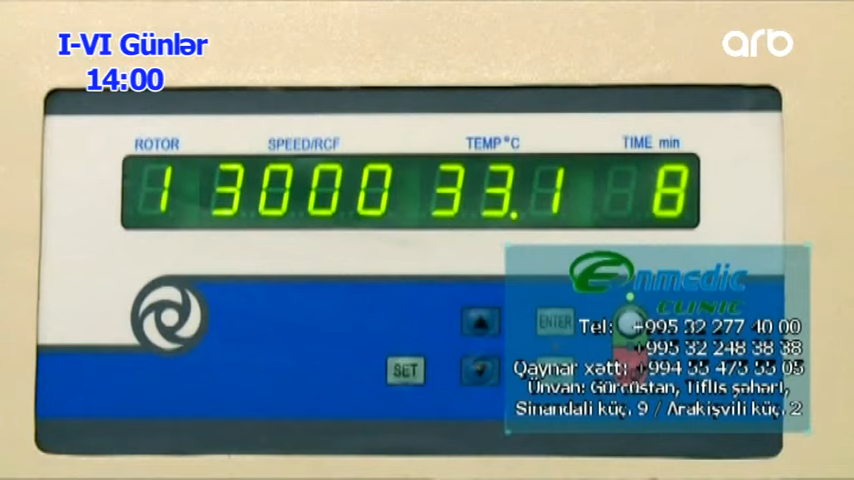 I-VI Günlər
14:00
arb
ROTOR SPEED/RCF TEMP°C TIME min
1 3000 33.1 8
Enmedic
CLINIC
ENTER
SET
Tel: +995 32 277 40 00
+995 32 248 38 38
Qaynar xətt: +994 55 475 55 05
Ünvan: Gürcüstan, Tiflis şəhəri,
Sinandali küç. 9 / Arakişvili küç. 2